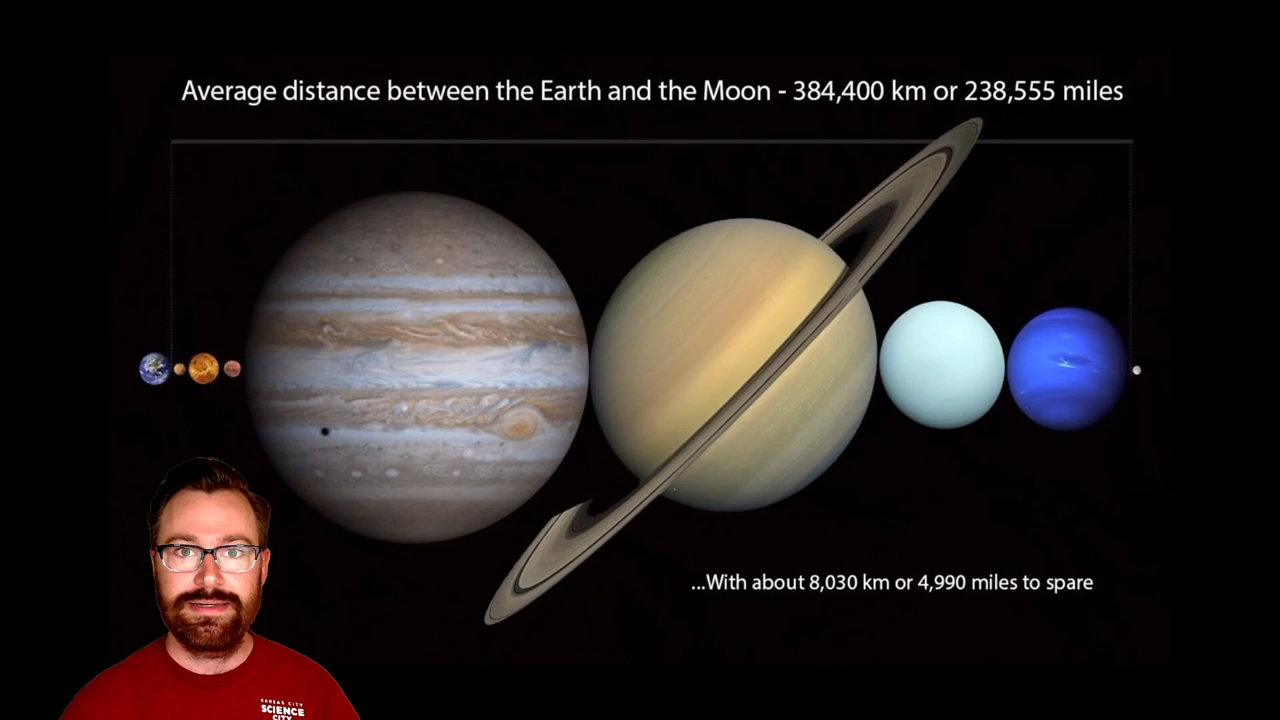 Average distance between the Earth and the Moon - 384,400 km or 238,555 miles
...With about 8,030 km or 4,990 miles to spare
KANSAS CITY
SCIENCE
CITY